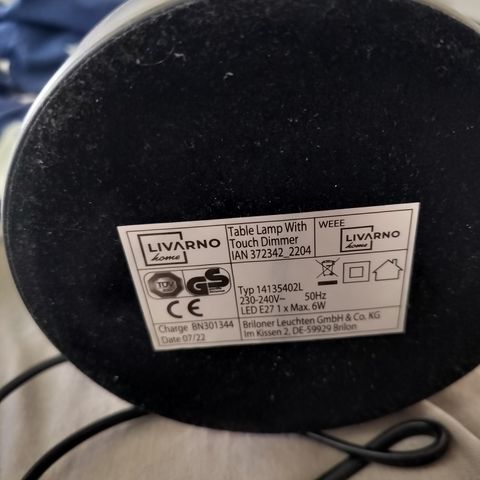 LIVARNO
home
Table Lamp With
Touch Dimmer
IAN 372342_2204
WEEE
LIVARNO
home
TÜV
GS
CE
Typ 14135402L
230-240V~ 50Hz
LED E27 1 x Max. 6W
Charge BN301344
Date 07/22
Briloner Leuchten GmbH & Co. KG
Im Kissen 2, DE-59929 Brilon